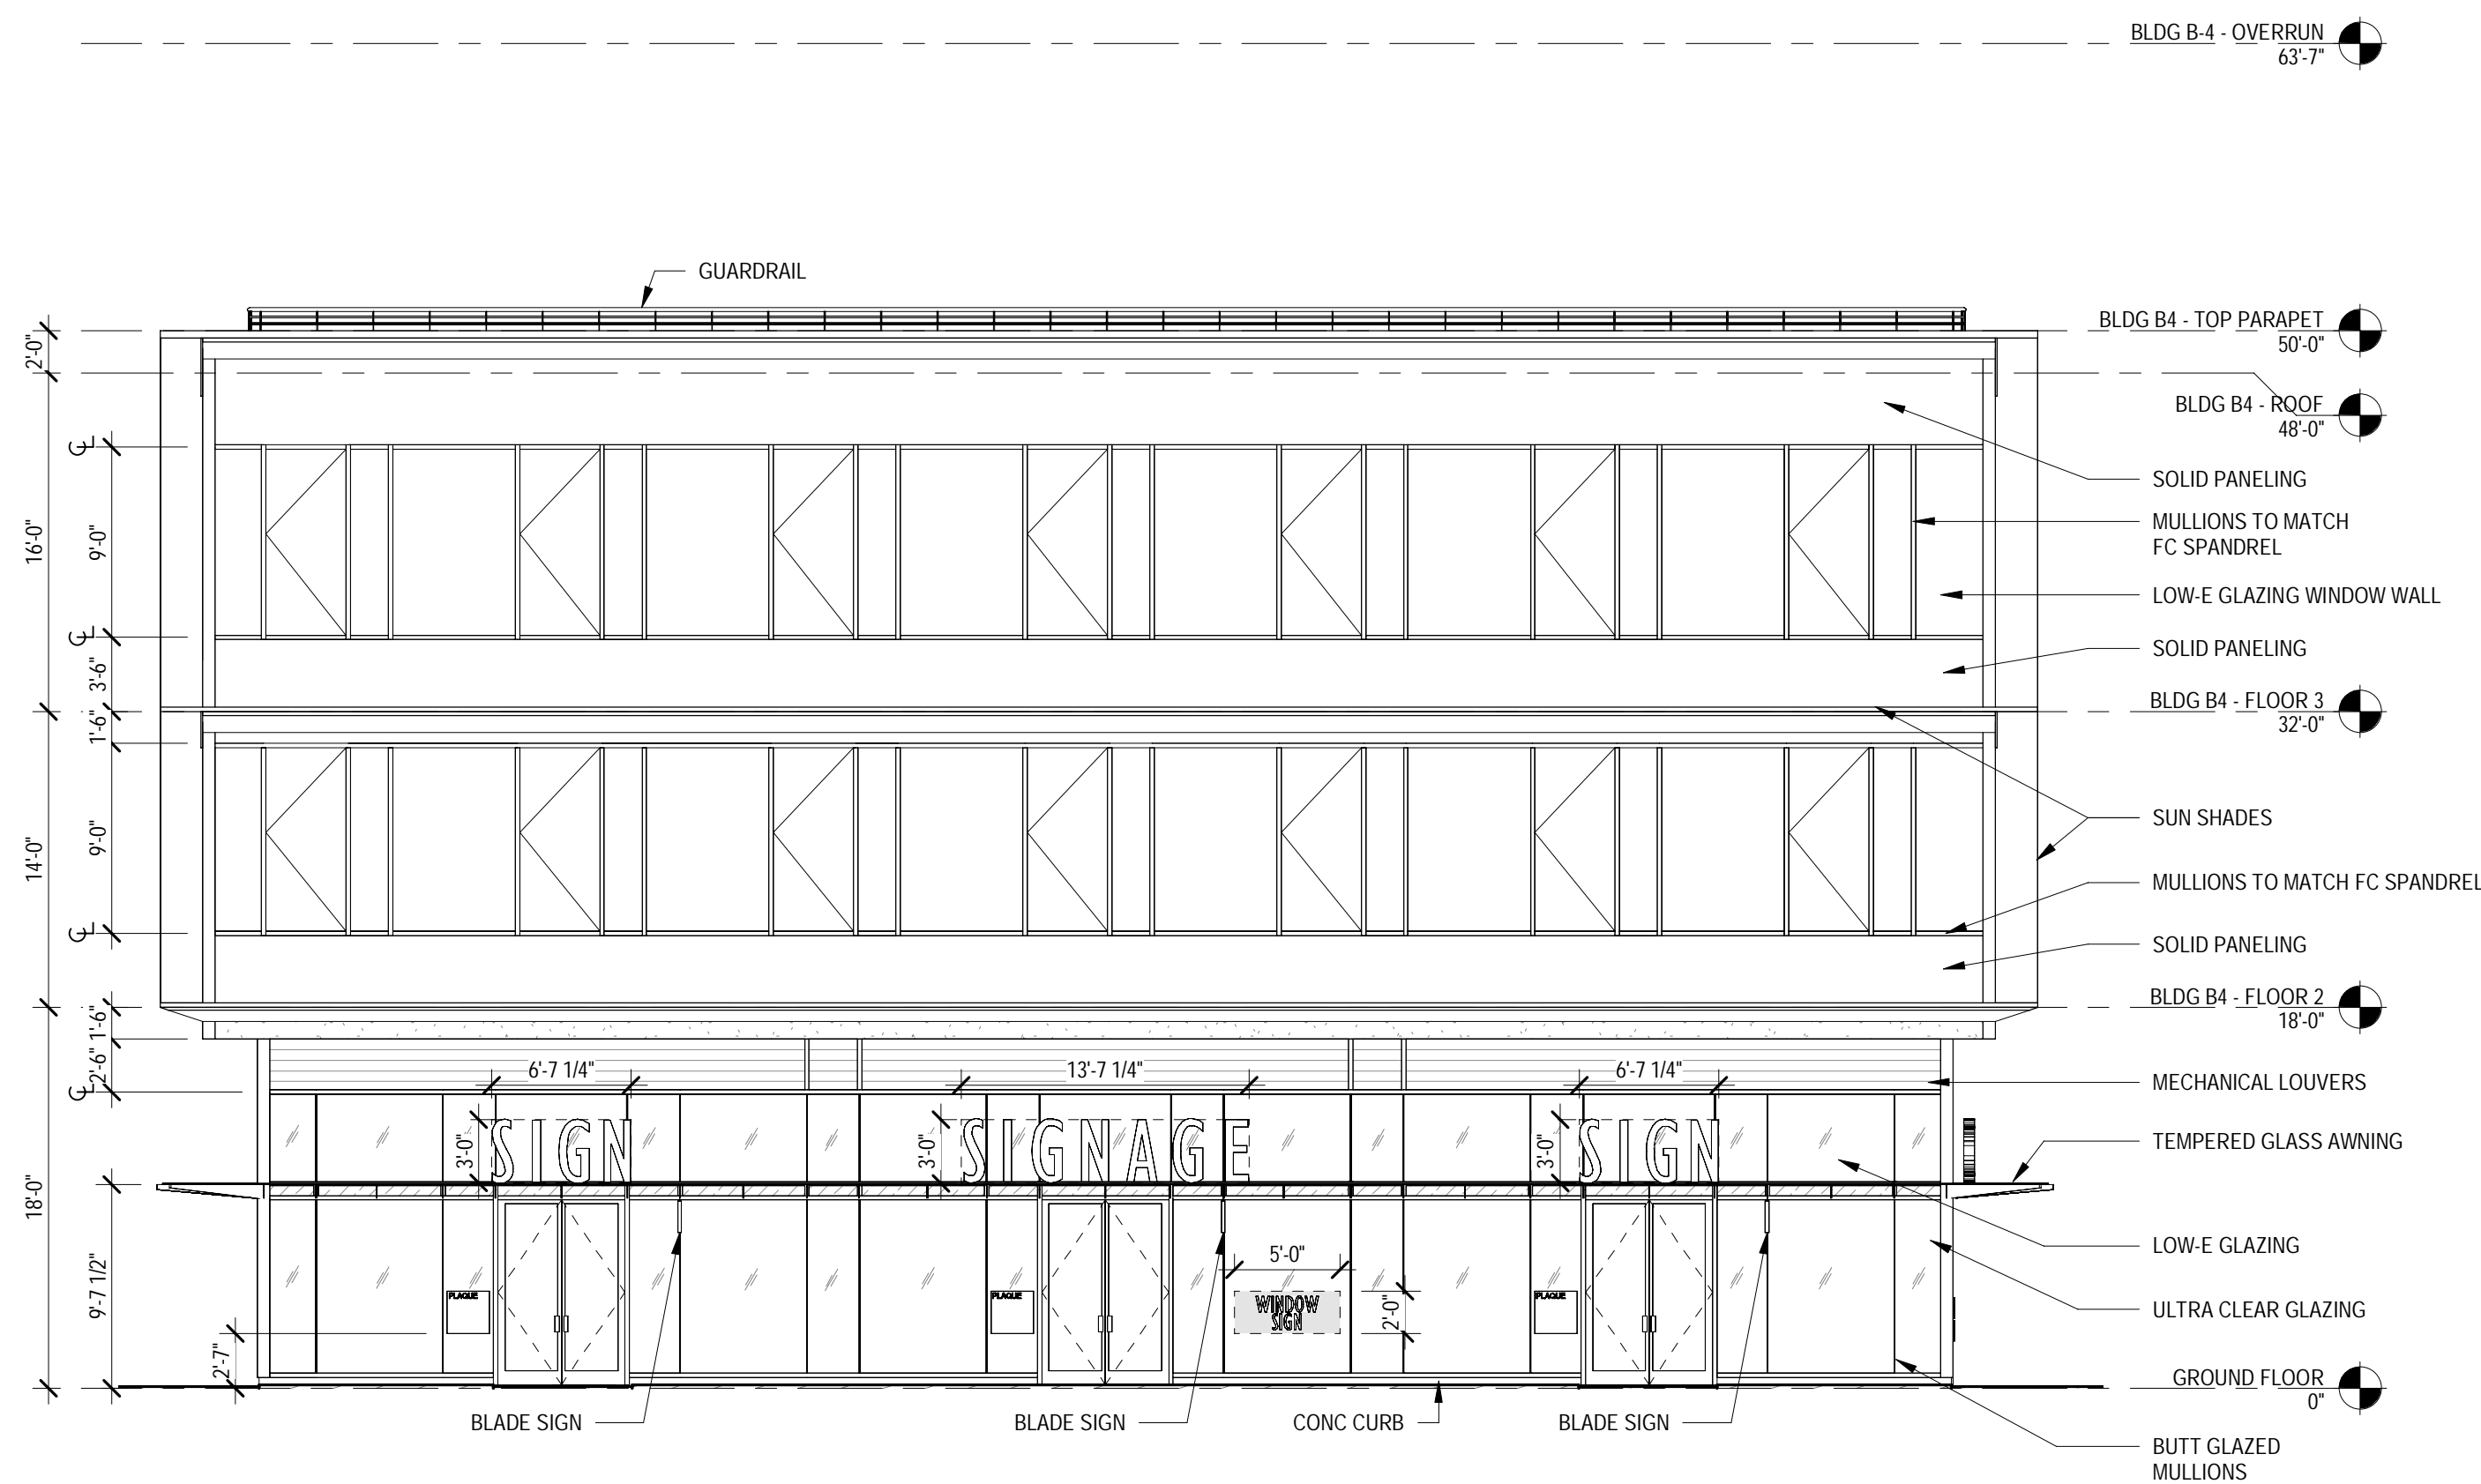 BLDG B-4 - OVERRUN
63'-7"
GUARDRAIL
BLDG B4 - TOP PARAPET
50'-0"
2'-0"
BLDG B4 - ROOF
48'-0"
SOLID PANELING
MULLIONS TO MATCH
FC SPANDREL
16'-0"
9'-0"
LOW-E GLAZING WINDOW WALL
SOLID PANELING
3'-6"
BLDG B4 - FLOOR 3
32'-0"
1'-6"
SUN SHADES
14'-0"
9'-0"
MULLIONS TO MATCH FC SPANDREL
SOLID PANELING
BLDG B4 - FLOOR 2
18'-0"
1'-6"
2'-6"
6'-7 1/4"
13'-7 1/4"
6'-7 1/4"
MECHANICAL LOUVERS
3'-0"
SIGN
3'-0"
SIGNAGE
3'-0"
SIGN
TEMPERED GLASS AWNING
18'-0"
9'-7 1/2"
LOW-E GLAZING
5'-0"
PLAQUE
PLAQUE
WINDOW
SIGN
2'-0"
PLAQUE
ULTRA CLEAR GLAZING
2'-7"
GROUND FLOOR
0"
BLADE SIGN
BLADE SIGN
CONC CURB
BLADE SIGN
BUTT GLAZED
MULLIONS
CL
CL
CL
CL